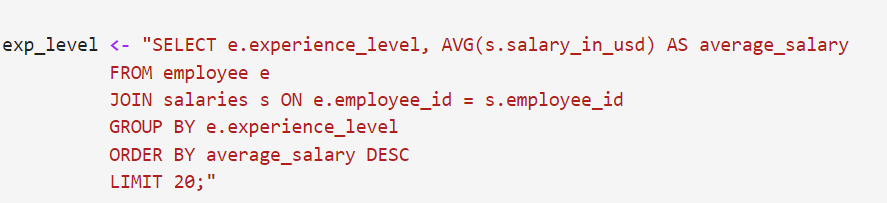 exp_level <- "SELECT e.experience_level, AVG(s.salary_in_usd) AS average_salary
FROM employee e
JOIN salaries s ON e.employee_id = s.employee_id
GROUP BY e.experience_level
ORDER BY average_salary DESC
LIMIT 20;"